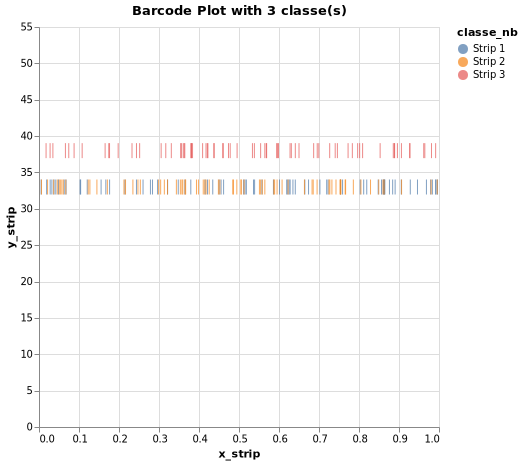 Barcode Plot with 3 classe(s)
classe_nb
Strip 1
Strip 2
Strip 3
55
50
45
40
35
30
25
20
15
10
5
0
y_strip
0.0 0.1 0.2 0.3 0.4 0.5 0.6 0.7 0.8 0.9 1.0
x_strip